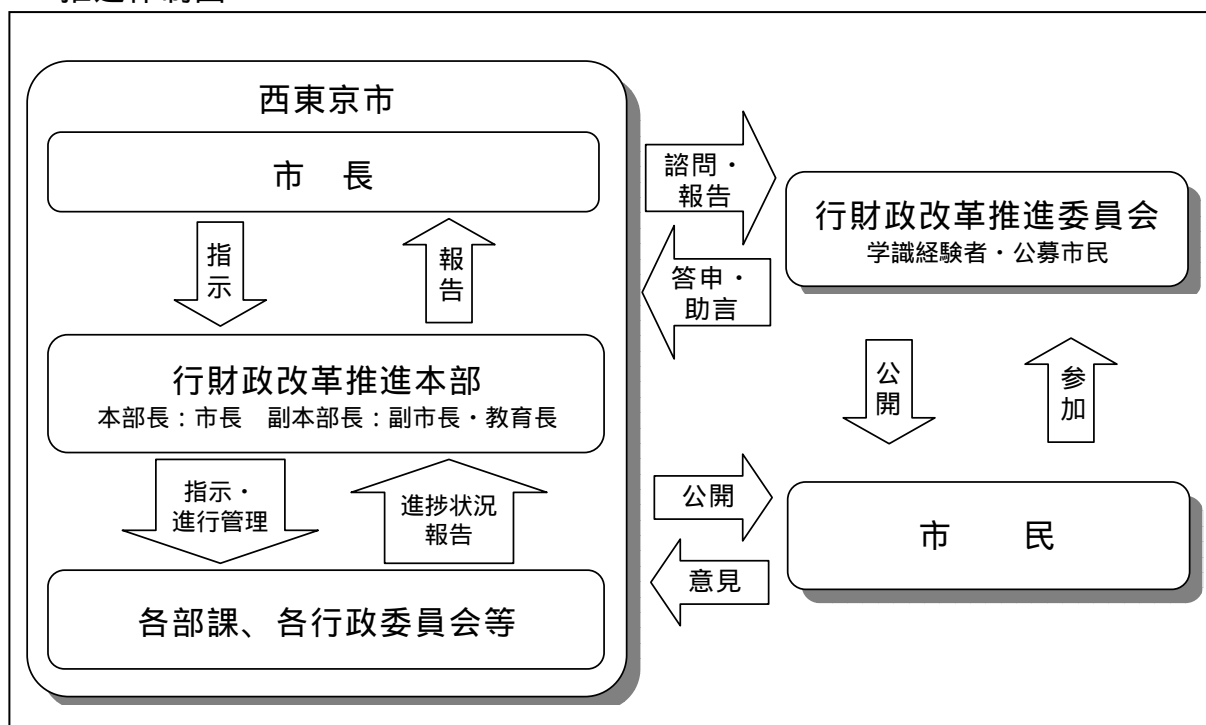 西東京市
市　長
指
示
報
告
行財政改革推進本部
本部長：市長　副本部長：副市長・教育長
指示・
進行管理
進捗状況
報告
各部課、各行政委員会等
諮問・
報告
答申・
助言
行財政改革推進委員会
学識経験者・公募市民
公
開
参
加
公開
意見
市　　民